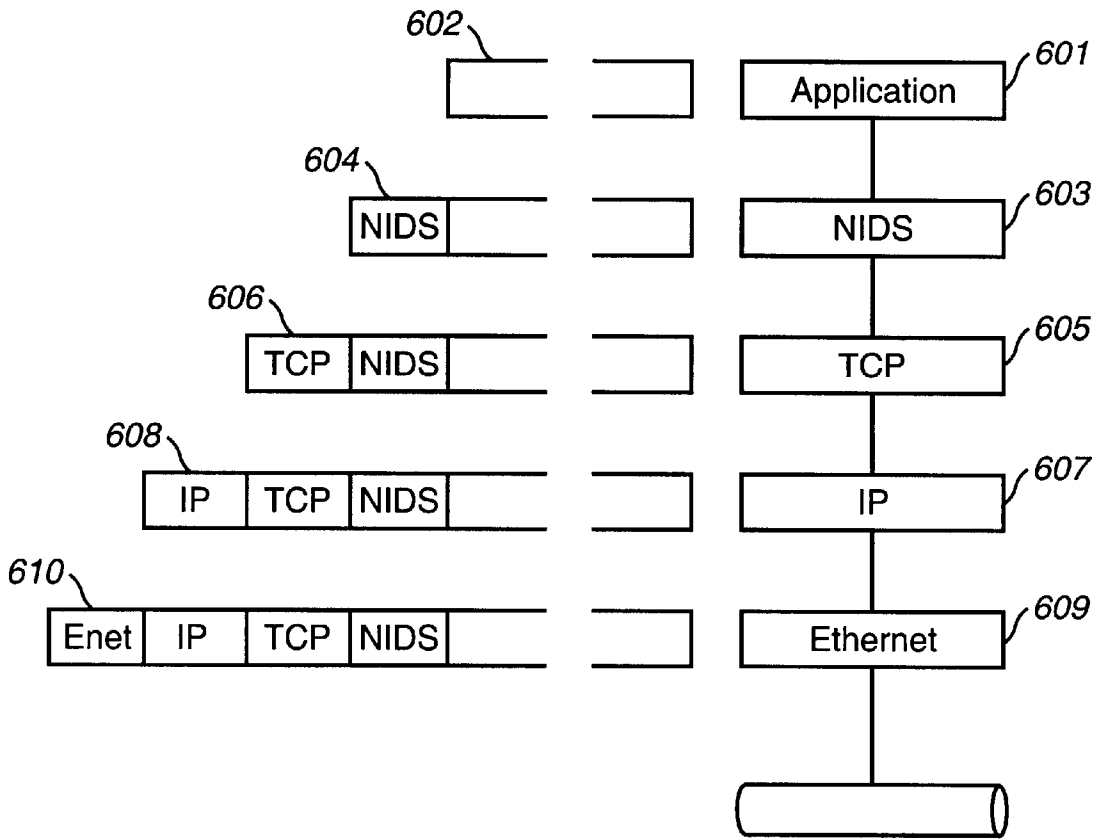 602
601
Application
604
603
NIDS
NIDS
606
605
TCP NIDS
TCP
608
607
IP TCP NIDS
IP
610
609
Enet IP TCP NIDS
Ethernet